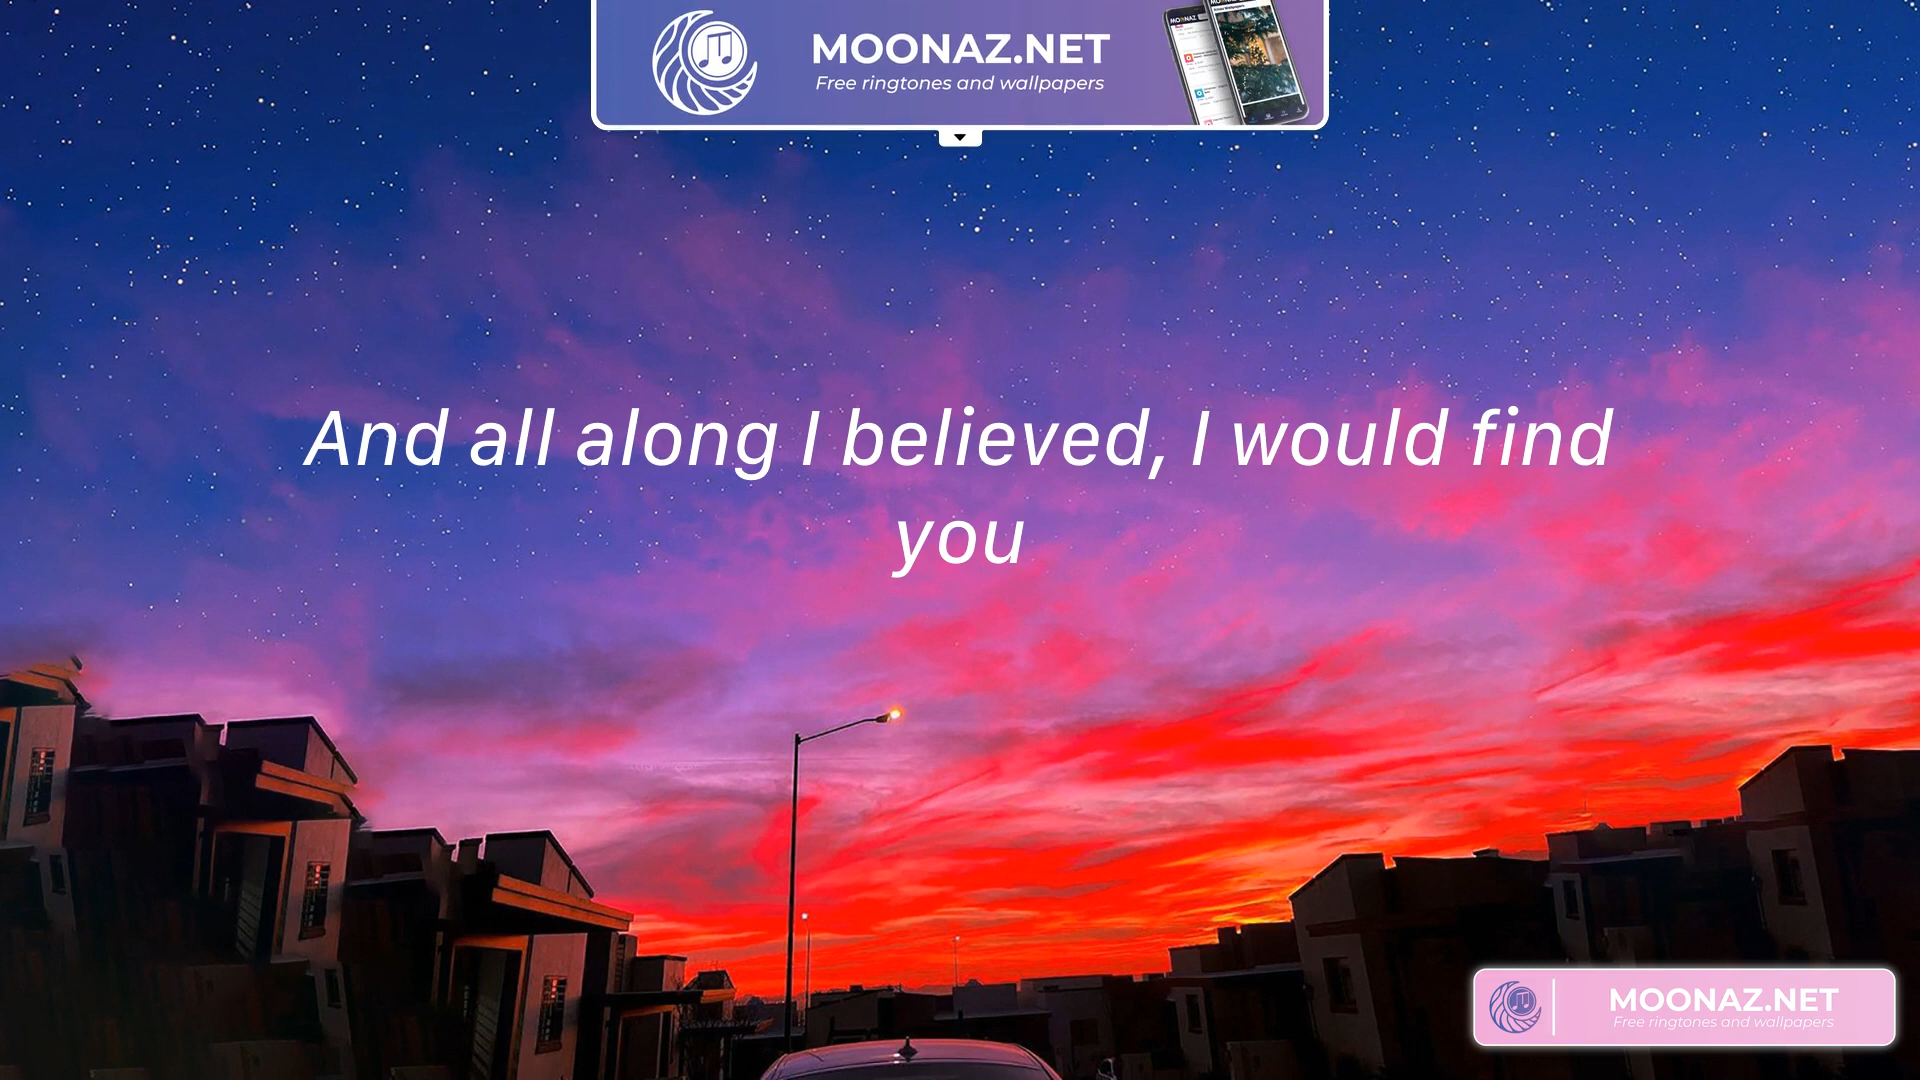 MOONAZ.NET
Free ringtones and wallpapers
And all along I believed, I would find
you
MOONAZ.NET
Free ringtones and wallpapers